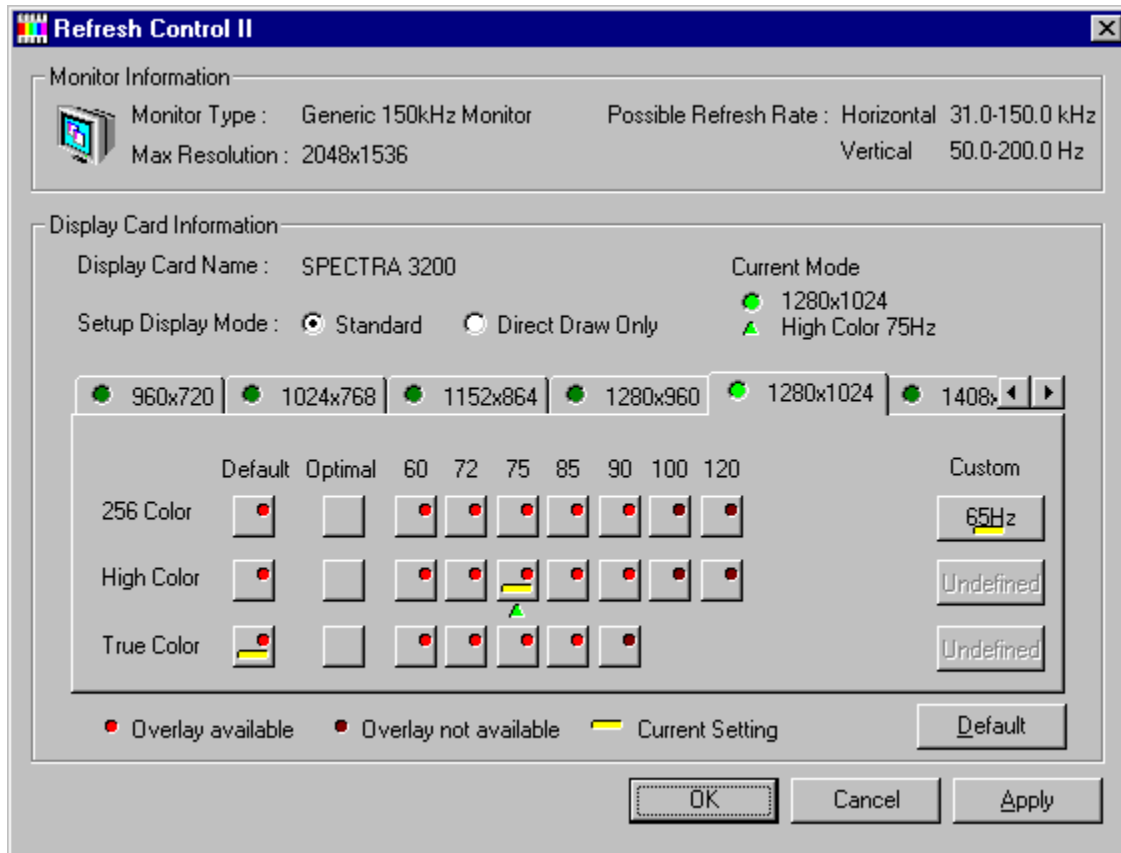 Refresh Control II
Monitor Information
Monitor Type : Generic 150kHz Monitor Possible Refresh Rate : Horizontal 31.0-150.0 kHz
Max Resolution : 2048x1536 Vertical 50.0-200.0 Hz
Display Card Information
Display Card Name : SPECTRA 3200 Current Mode
1280x1024
Setup Display Mode : Standard Direct Draw Only High Color 75Hz
960x720 1024x768 1152x864 1280x960 1280x1024 1408x
Default Optimal 60 72 75 85 90 100 120 Custom
256 Color 65Hz
High Color Undefined
True Color Undefined
Overlay available Overlay not available Current Setting Default
OK Cancel Apply